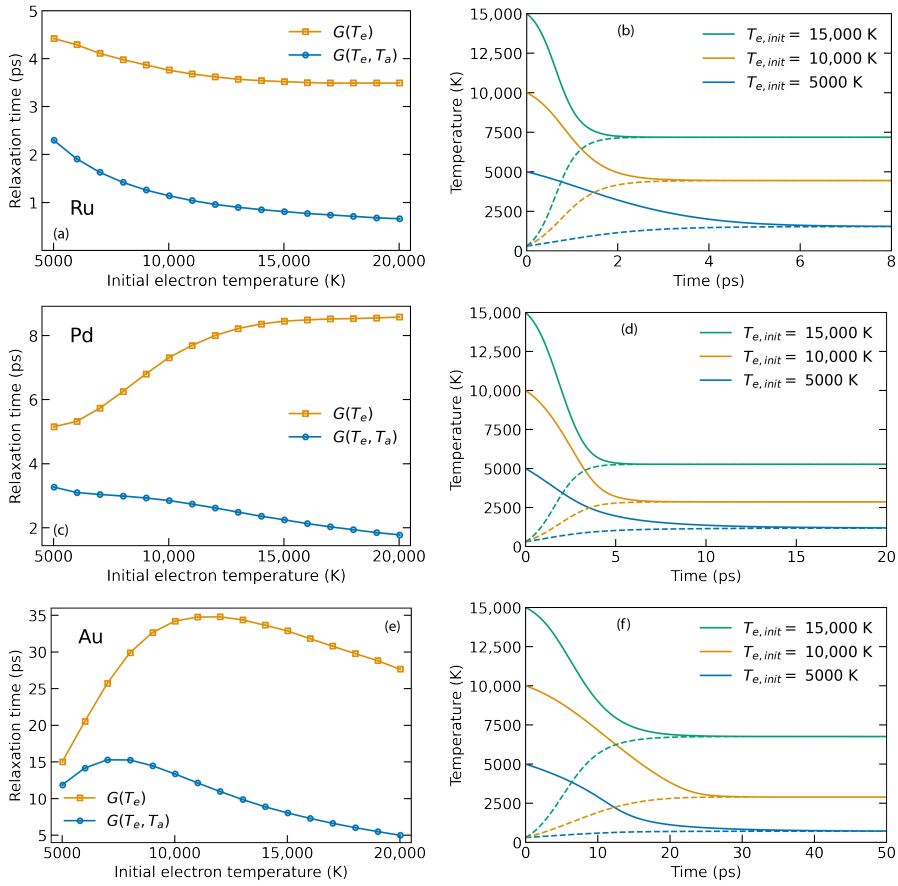 5
4
3
2
1
Relaxation time (ps)
G(Te)
G(Te, Ta)
Ru
(a)
5000
10,000
15,000
20,000
Initial electron temperature (K)
15,000
12,500
10,000
7500
5000
2500
0
Temperature (K)
(b)
Te, init = 15,000 K
Te, init = 10,000 K
Te, init = 5000 K
0
2
4
6
8
Time (ps)
8
6
4
2
Relaxation time (ps)
Pd
G(Te)
G(Te, Ta)
(c)
5000
10,000
15,000
20,000
Initial electron temperature (K)
15,000
12,500
10,000
7500
5000
2500
0
Temperature (K)
(d)
Te, init = 15,000 K
Te, init = 10,000 K
Te, init = 5000 K
0
5
10
15
20
Time (ps)
35
30
25
20
15
10
5
Relaxation time (ps)
Au
(e)
G(Te)
G(Te, Ta)
5000
10,000
15,000
20,000
Initial electron temperature (K)
15,000
12,500
10,000
7500
5000
2500
0
Temperature (K)
(f)
Te, init = 15,000 K
Te, init = 10,000 K
Te, init = 5000 K
0
10
20
30
40
50
Time (ps)